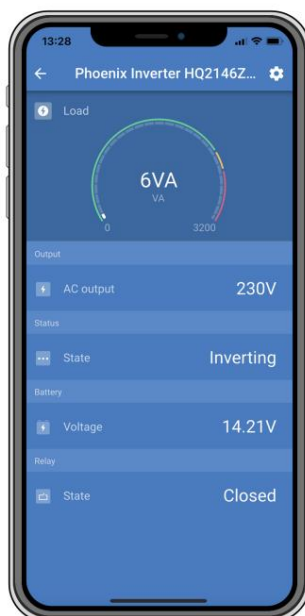 13:28
Phoenix Inverter HQ2146Z...
Load
6VA
VA
0 3200
Output
AC output 230V
Status
State Inverting
Battery
Voltage 14.21V
Relay
State Closed